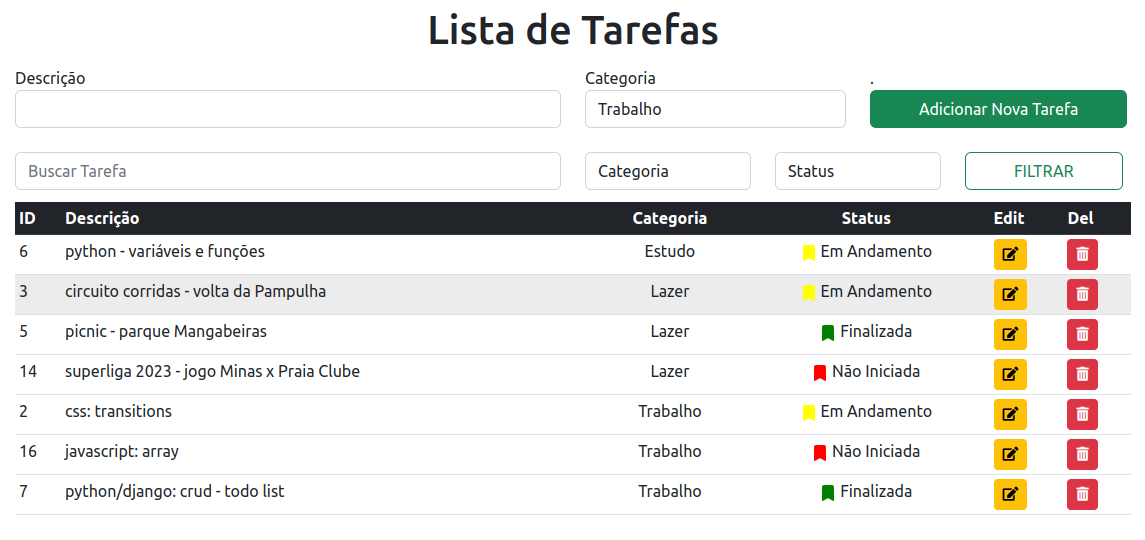 Lista de Tarefas
Descrição Categoria .
Trabalho Adicionar Nova Tarefa
Buscar Tarefa Categoria Status FILTRAR
ID Descrição Categoria Status Edit Del
6 python - variáveis e funções Estudo Em Andamento
3 circuito corridas - volta da Pampulha Lazer Em Andamento
5 picnic - parque Mangabeiras Lazer Finalizada
14 superliga 2023 - jogo Minas x Praia Clube Lazer Não Iniciada
2 css: transitions Trabalho Em Andamento
16 javascript: array Trabalho Não Iniciada
7 python/django: crud - todo list Trabalho Finalizada